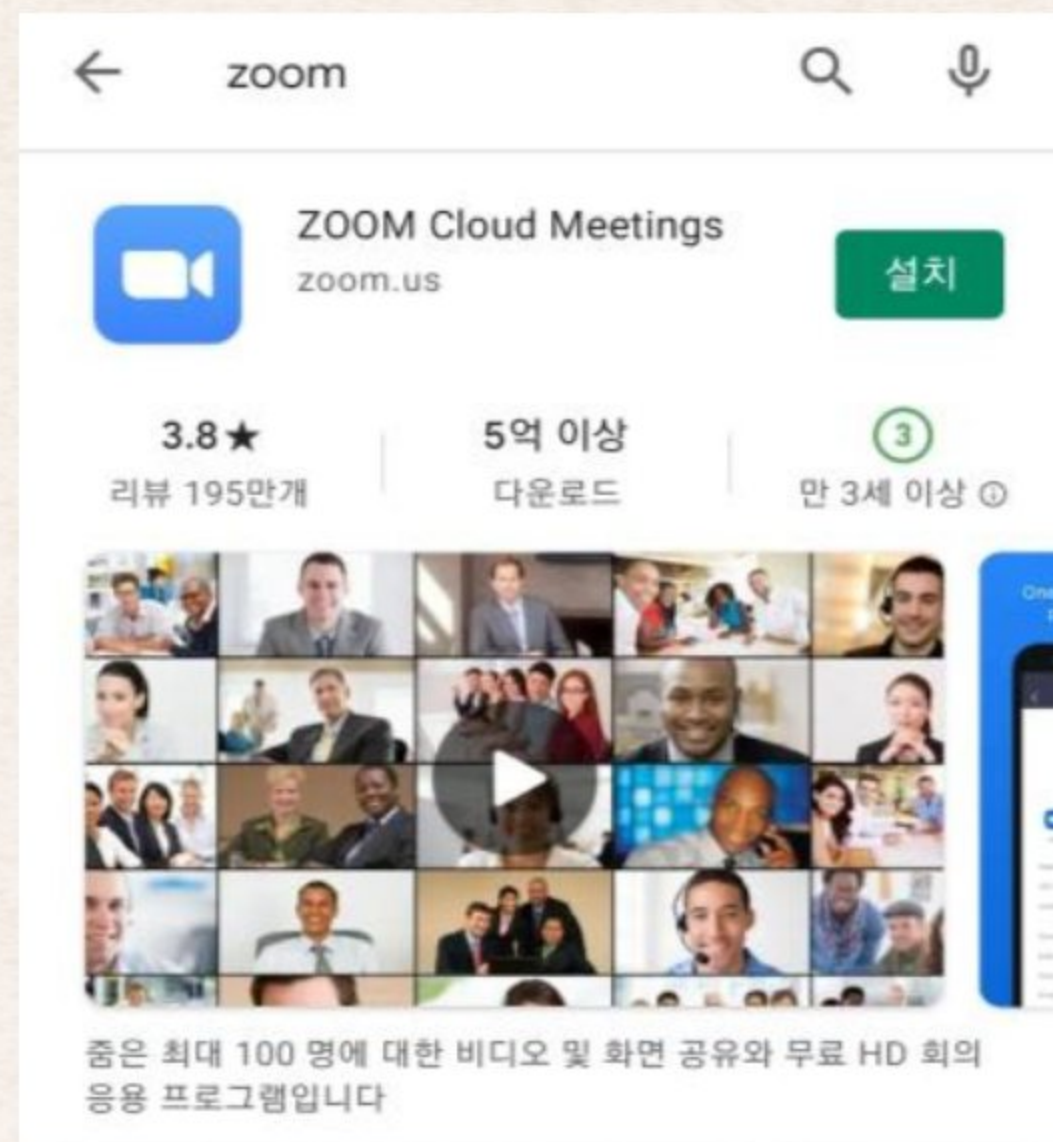 zoom
ZOOM Cloud Meetings
zoom.us
설치
3.8★
리뷰 195만개
5억 이상
다운로드
3
만 3세 이상
줌은 최대 100 명에 대한 비디오 및 화면 공유와 무료 HD 회의
응용 프로그램입니다